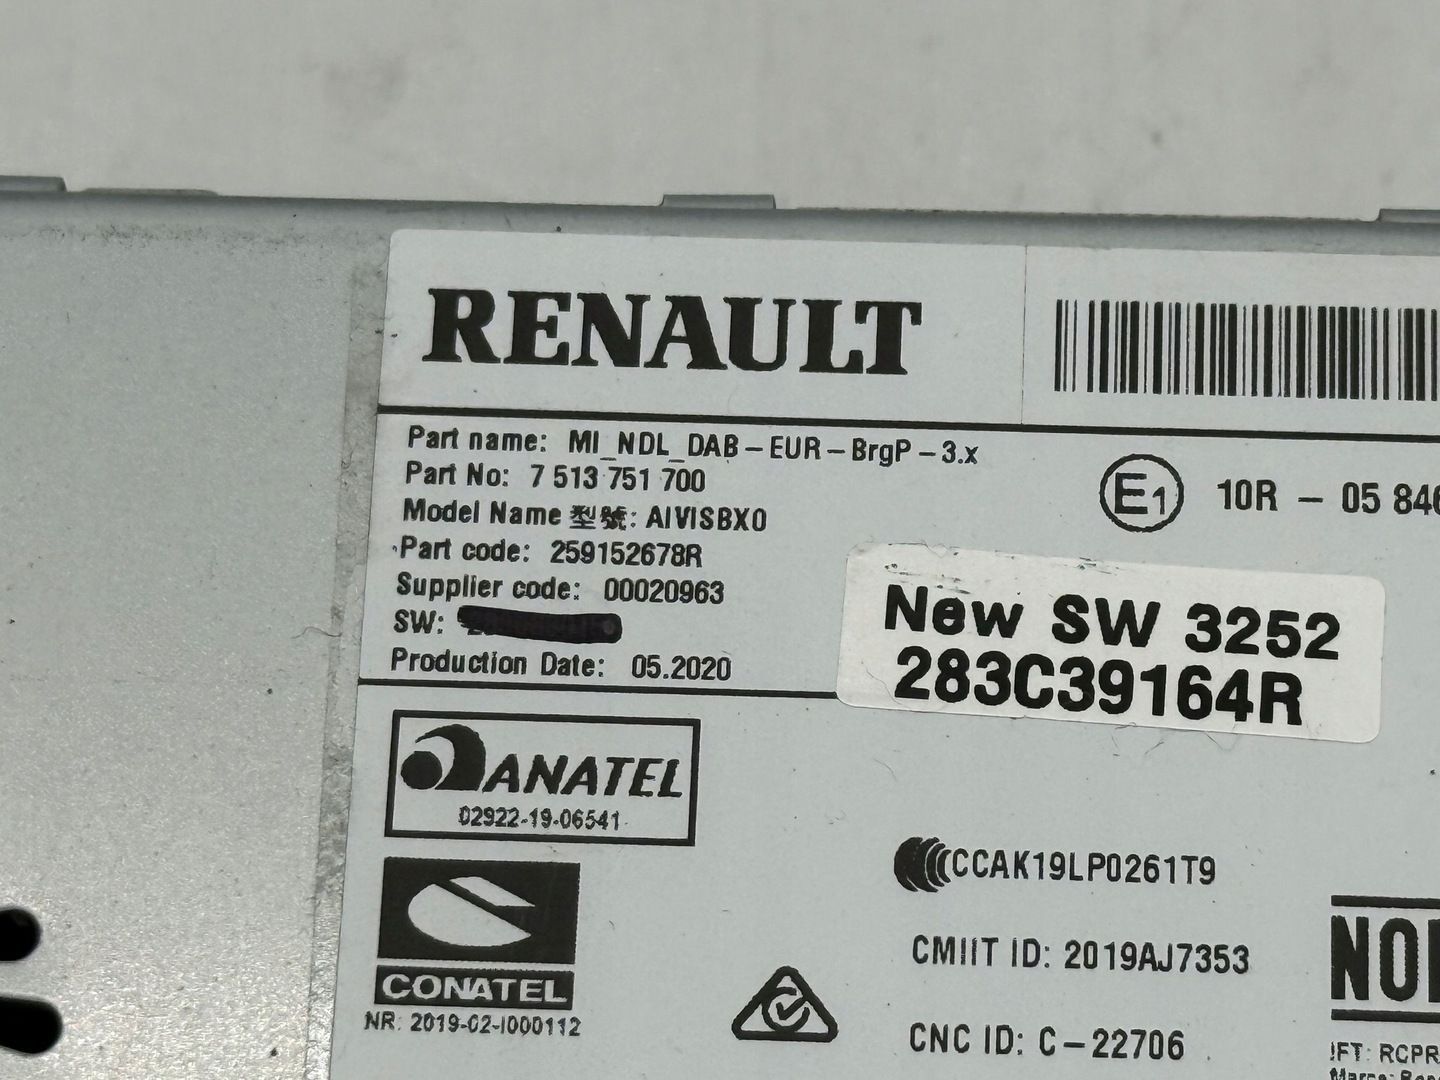 RENAULT
Part name: MI_NDL_DAB-EUR-BrgP-3.x
Part No: 7 513 751 700
Model Name 型號: AIVISBX0
Part code: 259152678R
Supplier code: 00020963
SW:
Production Date: 05.2020
E1 10R - 05 846
New SW 3252
283C39164R
ANATEL
02922-19-06541
CONATEL
NR: 2019-02-I000112
CCAK19LP0261T9
CMIIT ID: 2019AJ7353
CNC ID: C-22706
NO
IFT: RCPR